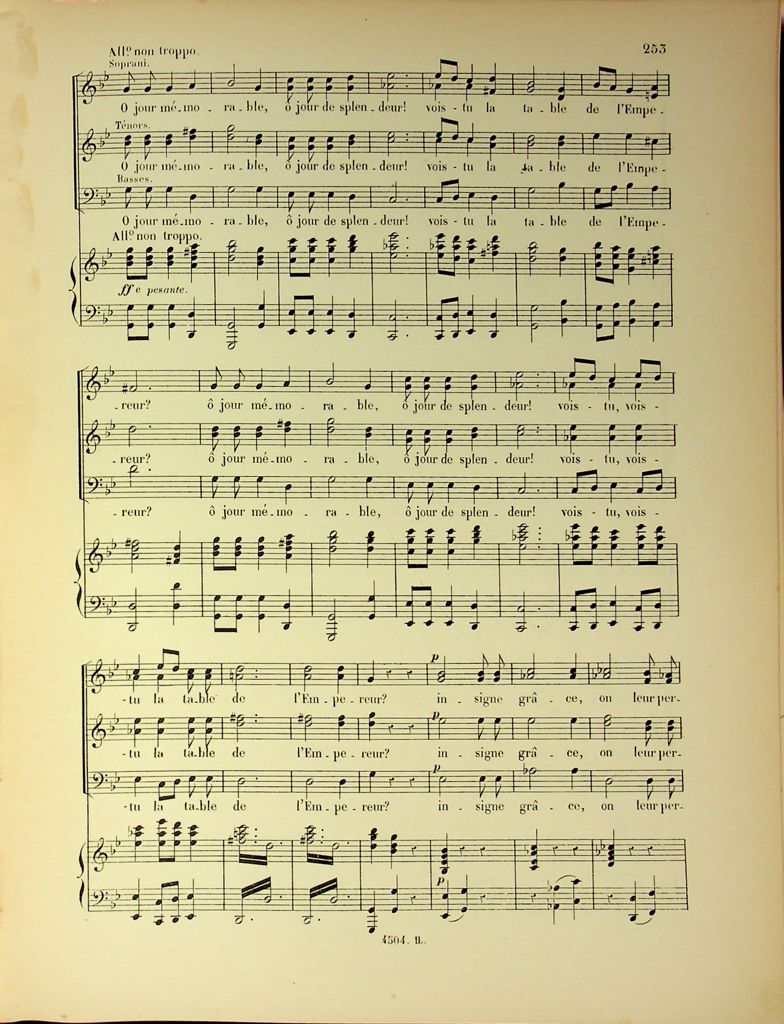 All.º non troppo. 253
Soprani.
O jour mé-mo-ra-ble, ô jour de splen-deur! vois-tu la table de l'Empe-
Ténors.
O jour mé-mo-ra-ble, ô jour de splen-deur! vois-tu la ta-ble de l'Empe-
Basses.
O jour mé-mo-ra-ble, ô jour de splen-deur! vois-tu la ta-ble de l'Empe-
All.º non troppo.
ff e pesante.
-reur? ô jour mé-mo-ra-ble, ô jour de splen-deur! vois-tu, vois-
-reur? ô jour mé-mo-ra-ble, ô jour de splen-deur! vois-tu, vois-
-reur? ô jour mé-mo-ra-ble, ô jour de splen-deur! vois-tu, vois-
p
-tu la table de l'Em-pe-reur? in-signe grâ-ce, on leur per-
p
-tu la ta-ble de l'Em-pe-reur? in-signe grâ-ce, on leur per-
p
-tu la ta-ble de l'Em-pe-reur? in-signe grâ-ce, on leur per-
p
4504. H.